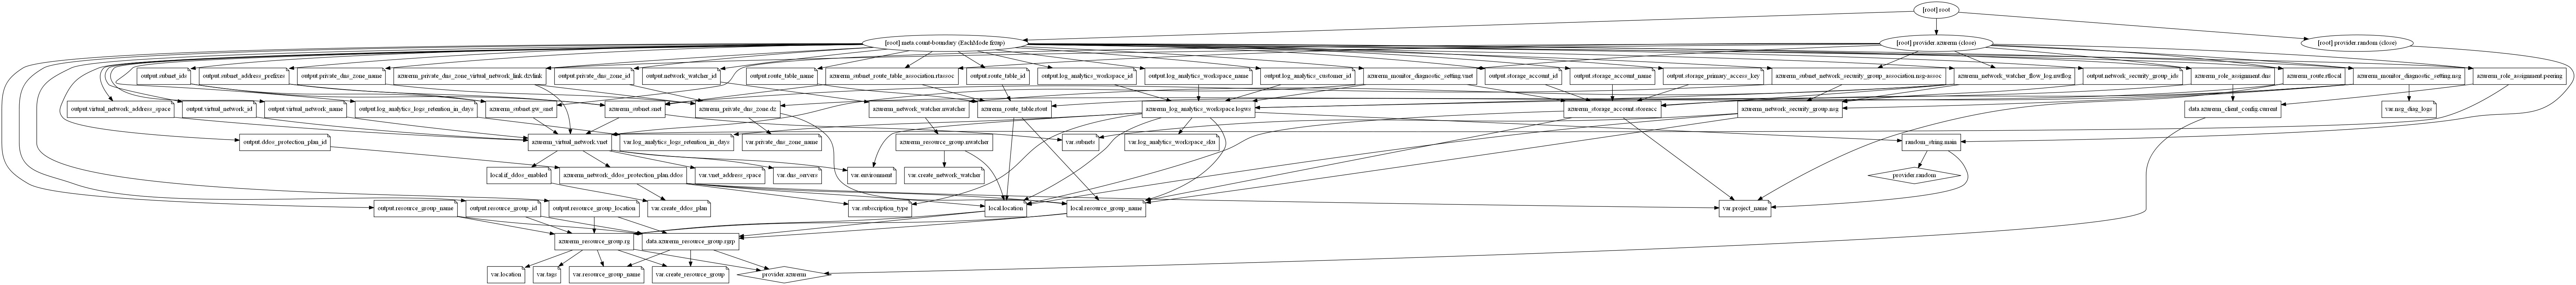 [root] root
[root] meta.count-boundary (EachMode fixup)
[root] provider.azurerm (close)
[root] provider.random (close)
output.subnet_ids
output.subnet_address_prefixes
output.private_dns_zone_name
azurerm_private_dns_zone_virtual_network_link.dzvlink
output.private_dns_zone_id
output.network_watcher_id
output.route_table_name
azurerm_subnet_route_table_association.rtassoc
output.route_table_id
output.log_analytics_workspace_id
output.log_analytics_workspace_name
output.log_analytics_customer_id
azurerm_monitor_diagnostic_setting.vnet
output.storage_account_id
output.storage_account_name
output.storage_primary_access_key
azurerm_subnet_network_security_group_association.nsg-assoc
azurerm_network_watcher_flow_log.nwflog
output.network_security_group_ids
azurerm_role_assignment.dns
azurerm_route.rtlocal
azurerm_monitor_diagnostic_setting.nsg
azurerm_role_assignment.peering
output.virtual_network_address_space
output.virtual_network_id
output.virtual_network_name
output.log_analytics_logs_retention_in_days
azurerm_subnet.gw_snet
azurerm_subnet.snet
azurerm_private_dns_zone.dz
azurerm_network_watcher.nwatcher
azurerm_route_table.rtout
azurerm_log_analytics_workspace.logws
azurerm_storage_account.storeacc
azurerm_network_security_group.nsg
data.azurerm_client_config.current
var.nsg_diag_logs
output.ddos_protection_plan_id
azurerm_virtual_network.vnet
var.log_analytics_logs_retention_in_days
var.private_dns_zone_name
azurerm_resource_group.nwatcher
var.subnets
var.log_analytics_workspace_sku
random_string.main
local.if_ddos_enabled
azurerm_network_ddos_protection_plan.ddos
var.vnet_address_space
var.dns_servers
var.environment
var.create_network_watcher
provider.random
output.resource_group_name
output.resource_group_id
output.resource_group_location
var.create_ddos_plan
var.subscription_type
local.location
local.resource_group_name
var.project_name
azurerm_resource_group.rg
data.azurerm_resource_group.rgrp
var.location
var.tags
var.resource_group_name
var.create_resource_group
provider.azurerm